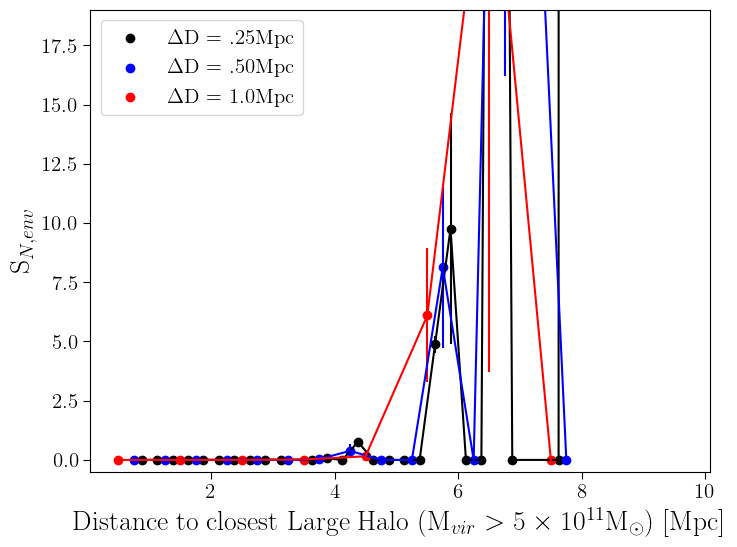 ΔD = .25Mpc
ΔD = .50Mpc
ΔD = 1.0Mpc
17.5
15.0
12.5
10.0
7.5
5.0
2.5
0.0
S_{N,env}
2 4 6 8 10
Distance to closest Large Halo (M_{vir} > 5 × 10^{11}M_☉) [Mpc]